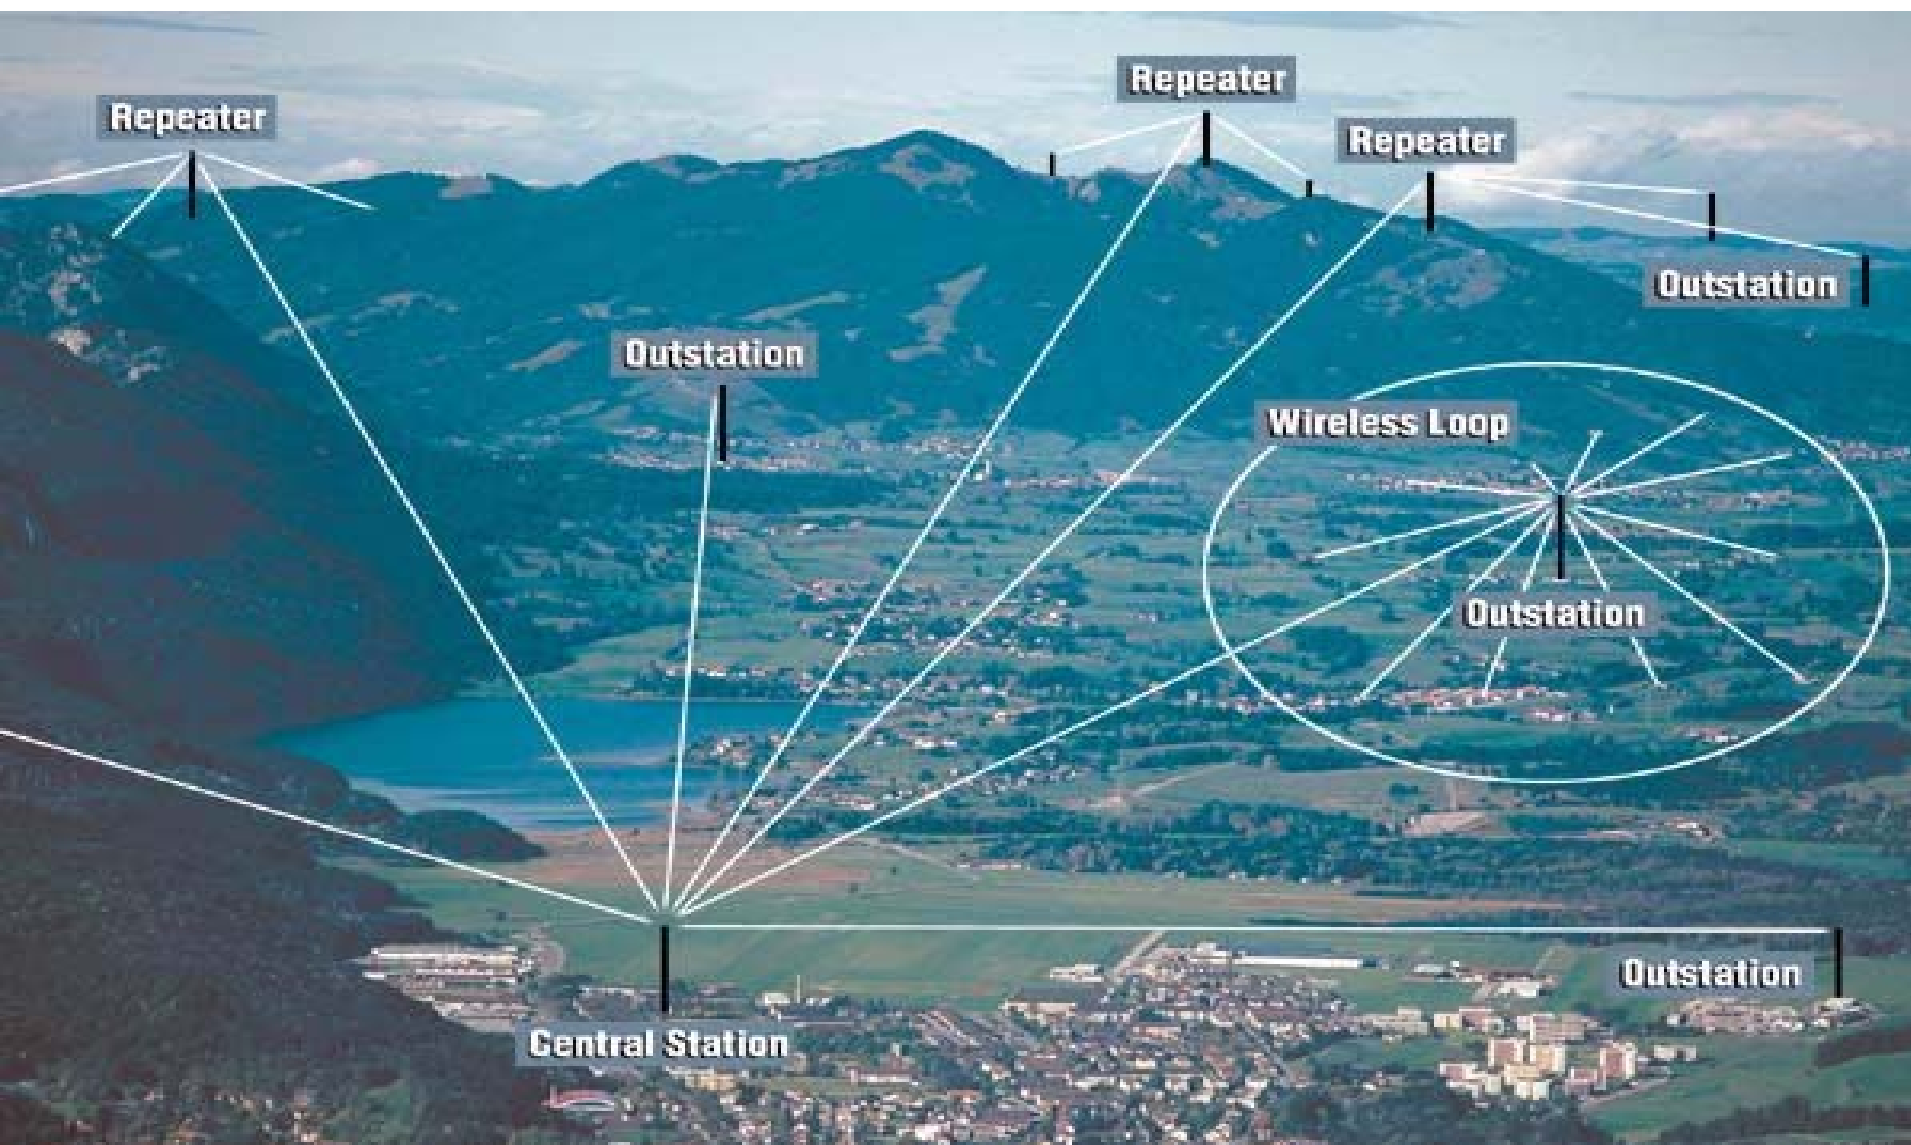 Repeater
Repeater
Repeater
Outstation
Outstation
Wireless Loop
Outstation
Outstation
Central Station